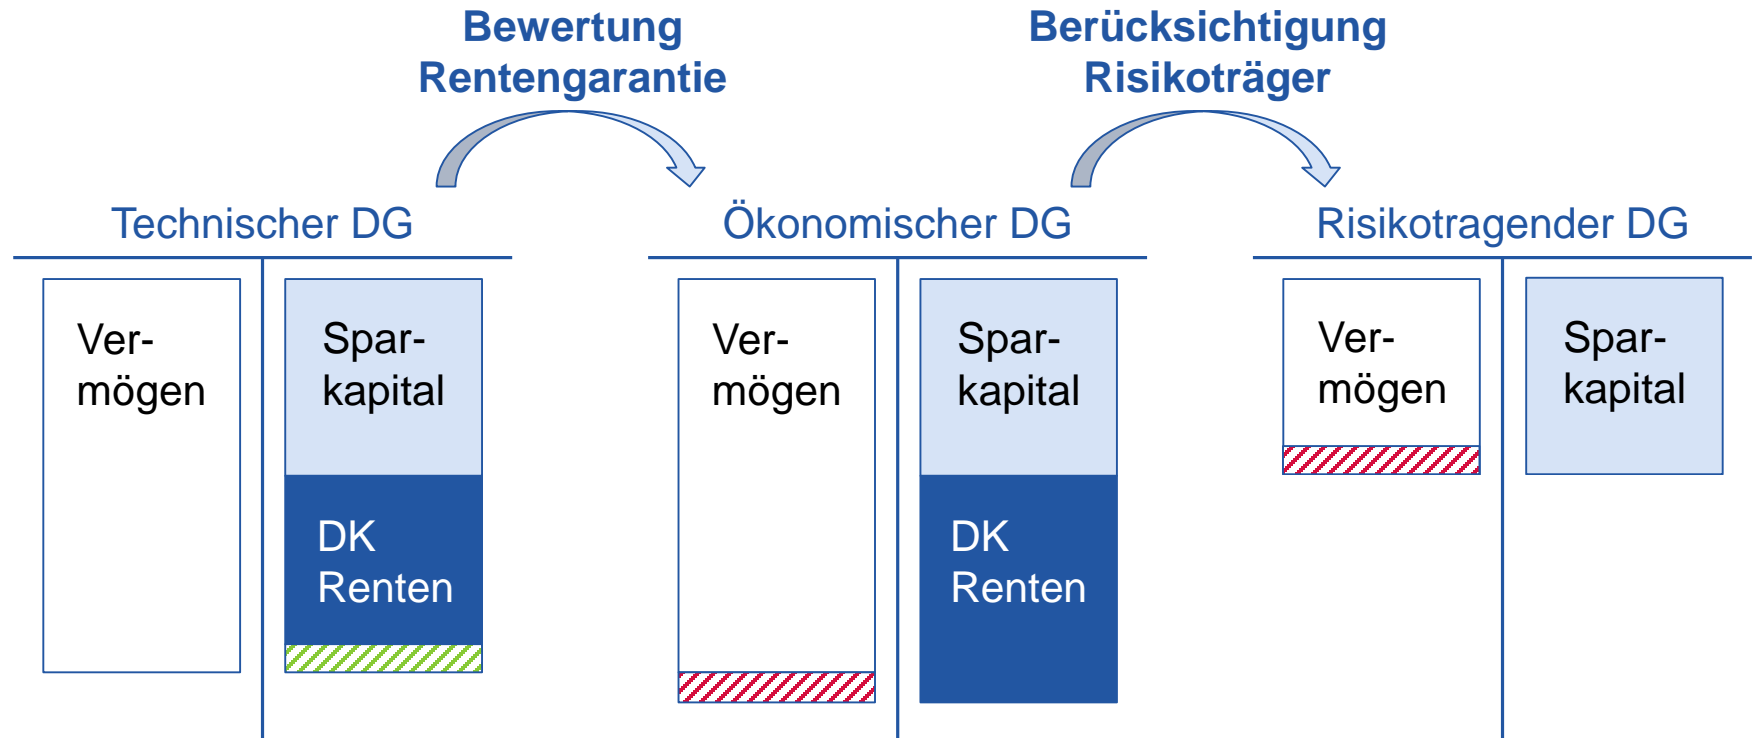 Bewertung
Rentengarantie
Berücksichtigung
Risikoträger
Technischer DG
Ökonomischer DG
Risikotragender DG
Ver-
mögen
Spar-
kapital
DK
Renten
Ver-
mögen
Spar-
kapital
DK
Renten
Ver-
mögen
Spar-
kapital